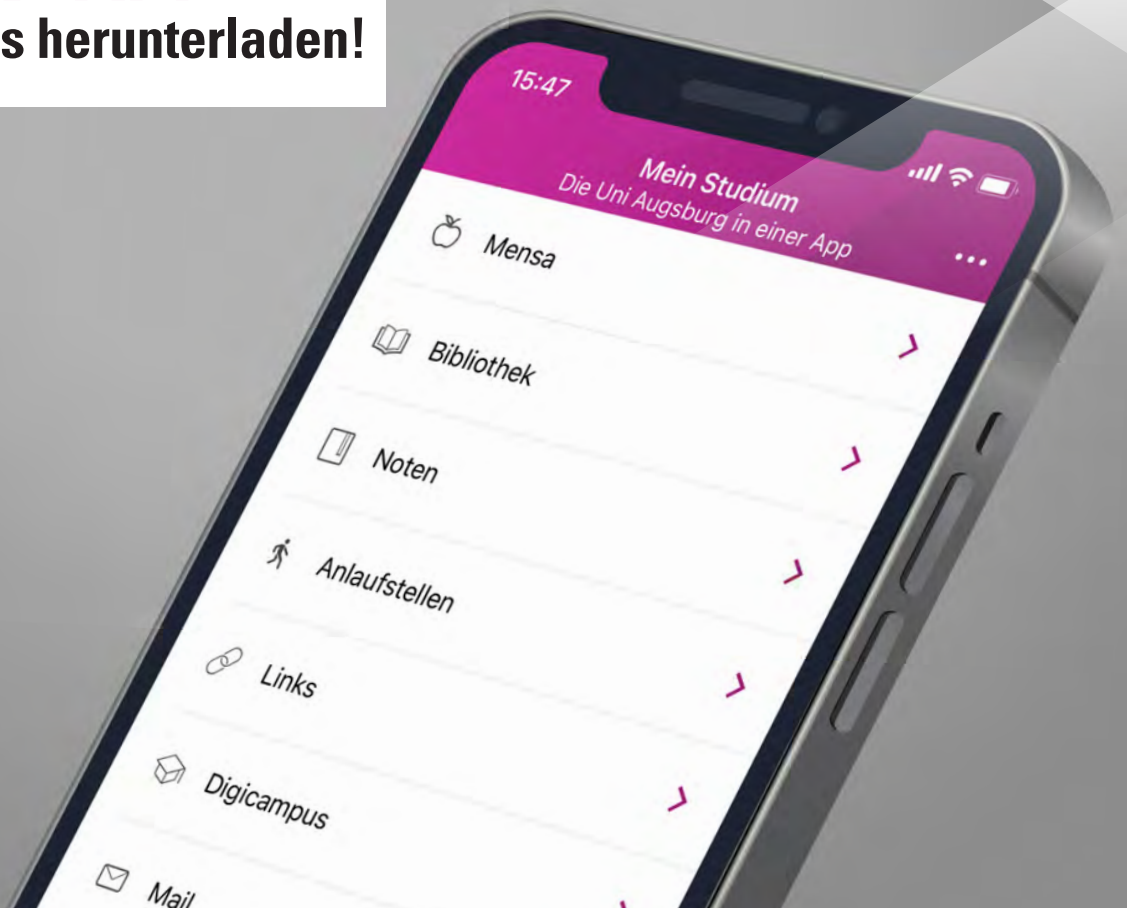 s herunterladen!
15:47
Mein Studium
Die Uni Augsburg in einer App
Mensa
Bibliothek
Noten
Anlaufstellen
Links
Digicampus
Mail